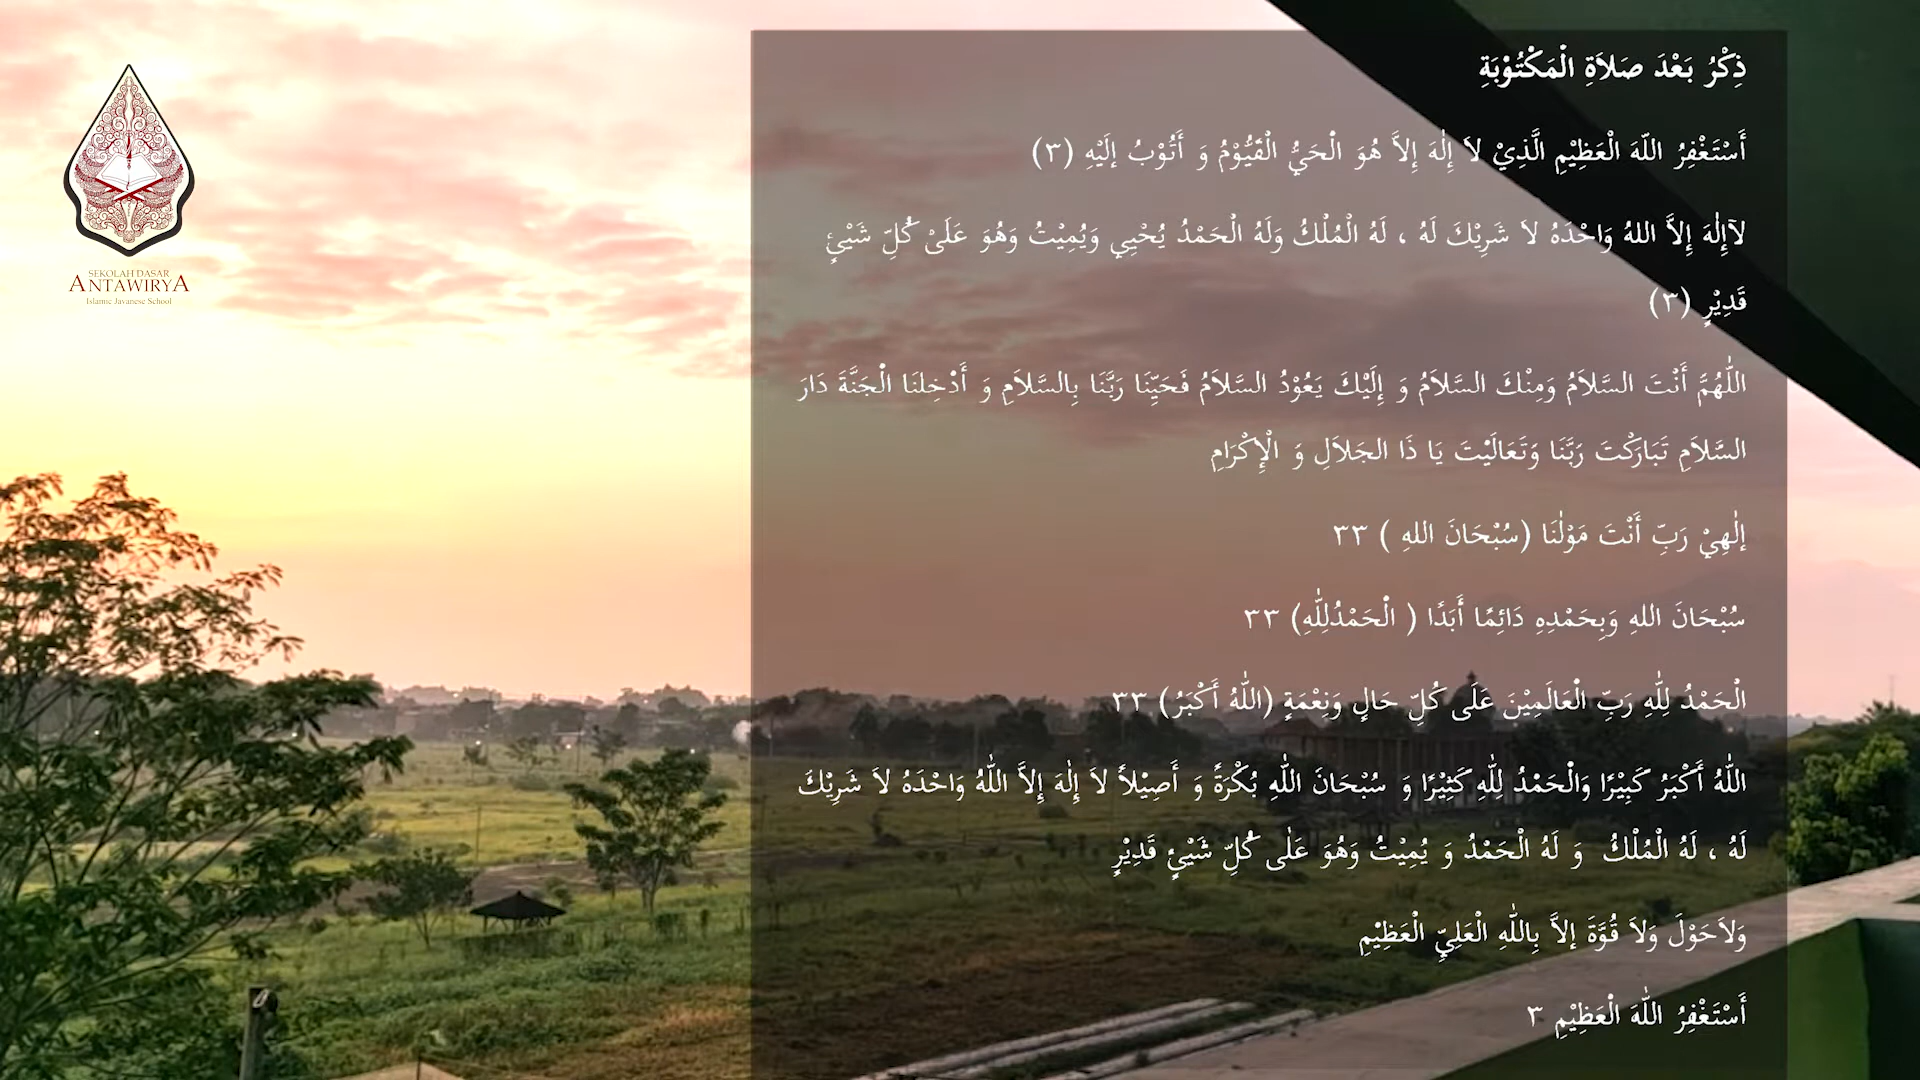 SEKOLAH DASAR
ANTAWIRYA
Islamic Javanese School
ذِكْرُ بَعْدَ صَلاَةِ الْمَكْتُوْبَةِ
أَسْتَغْفِرُ اللّهَ الْعَظِيْمِ الَّذِيْ لاَ إِلٰهَ إِلاَّ هُوَ الْحَيُّ الْقَيُّوْمُ وَ أَتُوْبُ إلَيْهِ (٣)
لآإِلٰهَ إِلاَّ اللهُ وَاحْدَهُ لاَ شَرِيْكَ لَهُ ، لَهُ الْمُلْكُ وَلَهُ الْحَمْدُ يُحْيِي وَيُمِيْتُ وَهُوَ عَلَىْ كُلِّ شَيْئٍ
قَدِيْرٍ (٣)
اللّٰهُمَّ أَنْتَ السَّلاَمُ وَمِنْكَ السَّلاَمُ وَ إِلَيْكَ يَعُوْدُ السَّلاَمُ فَحَيِّنَا رَبَّنَا بِالسَّلاَمِ وَ أَدْخِلنَا الْجَنَّةَ دَارَ
السَّلاَمِ تَبَارَكْتَ رَبَّنَا وَتَعَالَيْتَ يَا ذَا الجَلاَلِ وَ الْإِكْرَامِ
إلٰهِيْ رَبِّ أَنْتَ مَوْلٰنَا (سُبْحَانَ اللهِ ) ٣٣
سُبْحَانَ اللهِ وَبِحَمْدِهِ دَائِمًا أَبَدًا ( الْحَمْدُلِلّٰهِ) ٣٣
الْحَمْدُ لِلّٰهِ رَبِّ الْعَالَمِيْنَ عَلَى كُلِّ حَالٍ وَنِعْمَةٍ (اللّٰهُ أَكْبَرُ) ٣٣
اللّٰهُ أَكْبَرُ كَبِيْرًا وَالْحَمْدُ لِلّٰهِ كَثِيْرًا وَ سُبْحَانَ اللّٰهِ بُكْرَةً وَ أَصِيْلاً لاَ إِلٰهَ إِلاَّ اللّٰهُ وَاحْدَهُ لاَ شَرِيْكَ
لَهُ ، لَهُ الْمُلْكُ وَ لَهُ الْحَمْدُ وَ يُمِيْتُ وَهُوَ عَلٰى كُلِّ شَيْئٍ قَدِيْرٍ
وَلاَحَوْلَ وَلاَ قُوَّةَ إلاَّ بِاللّٰهِ الْعَلِيِّ الْعَظِيْمِ
أَسْتَغْفِرُ اللّٰهَ الْعَظِيْمِ ٣